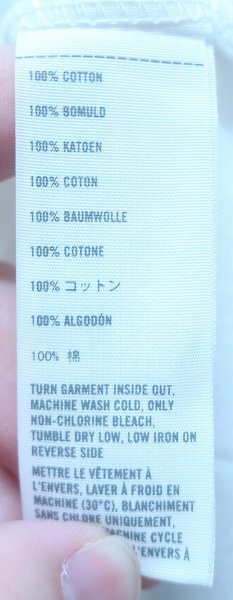 100% COTTON
100% BOMULD
100% KATOEN
100% COTON
100% BAUMWOLLE
100% COTONE
100% コットン
100% ALGODÓN
100% 棉
TURN GARMENT INSIDE OUT,
MACHINE WASH COLD, ONLY
NON-CHLORINE BLEACH,
TUMBLE DRY LOW, LOW IRON ON
REVERSE SIDE
METTRE LE VÊTEMENT À
L'ENVERS, LAVER À FROID EN
MACHINE (30°C), BLANCHIMENT
SANS CHLORE UNIQUEMENT,
CYCLE
L'ENVERS À